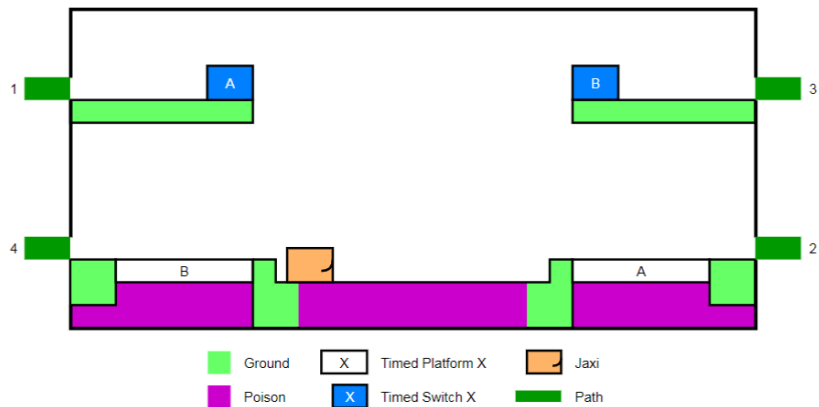 A B
1 3
4 2
B A
Ground X Timed Platform X Jaxi
Poison X Timed Switch X Path